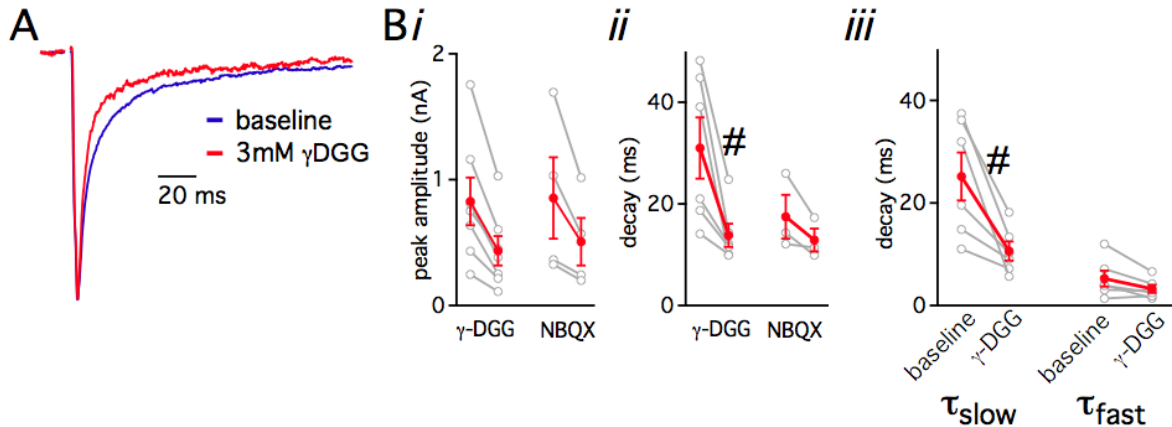 A
baseline
3mM γDGG
20 ms
Bi
peak amplitude (nA)
2
1
0
γ-DGG
NBQX
ii
decay (ms)
40
20
0
#
γ-DGG
NBQX
iii
decay (ms)
40
20
0
#
baseline
γ-DGG
baseline
γ-DGG
τslow
τfast